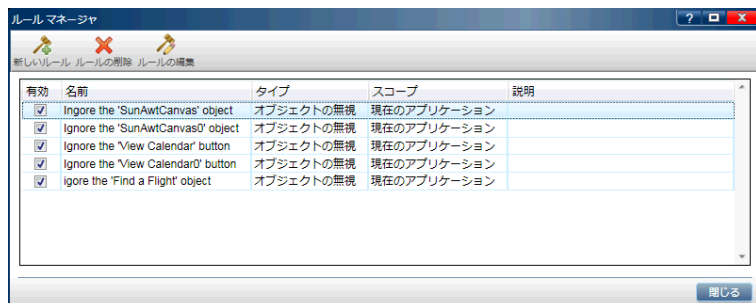 ルール マネージャ
新しいルール ルールの削除 ルールの編集
有効 名前 タイプ スコープ 説明
Ingore the 'SunAwtCanvas' object オブジェクトの無視 現在のアプリケーション
Ignore the 'SunAwtCanvas0' object オブジェクトの無視 現在のアプリケーション
Ignore the 'View Calendar' button オブジェクトの無視 現在のアプリケーション
Ignore the 'View Calendar0' button オブジェクトの無視 現在のアプリケーション
igore the 'Find a Flight' object オブジェクトの無視 現在のアプリケーション
閉じる